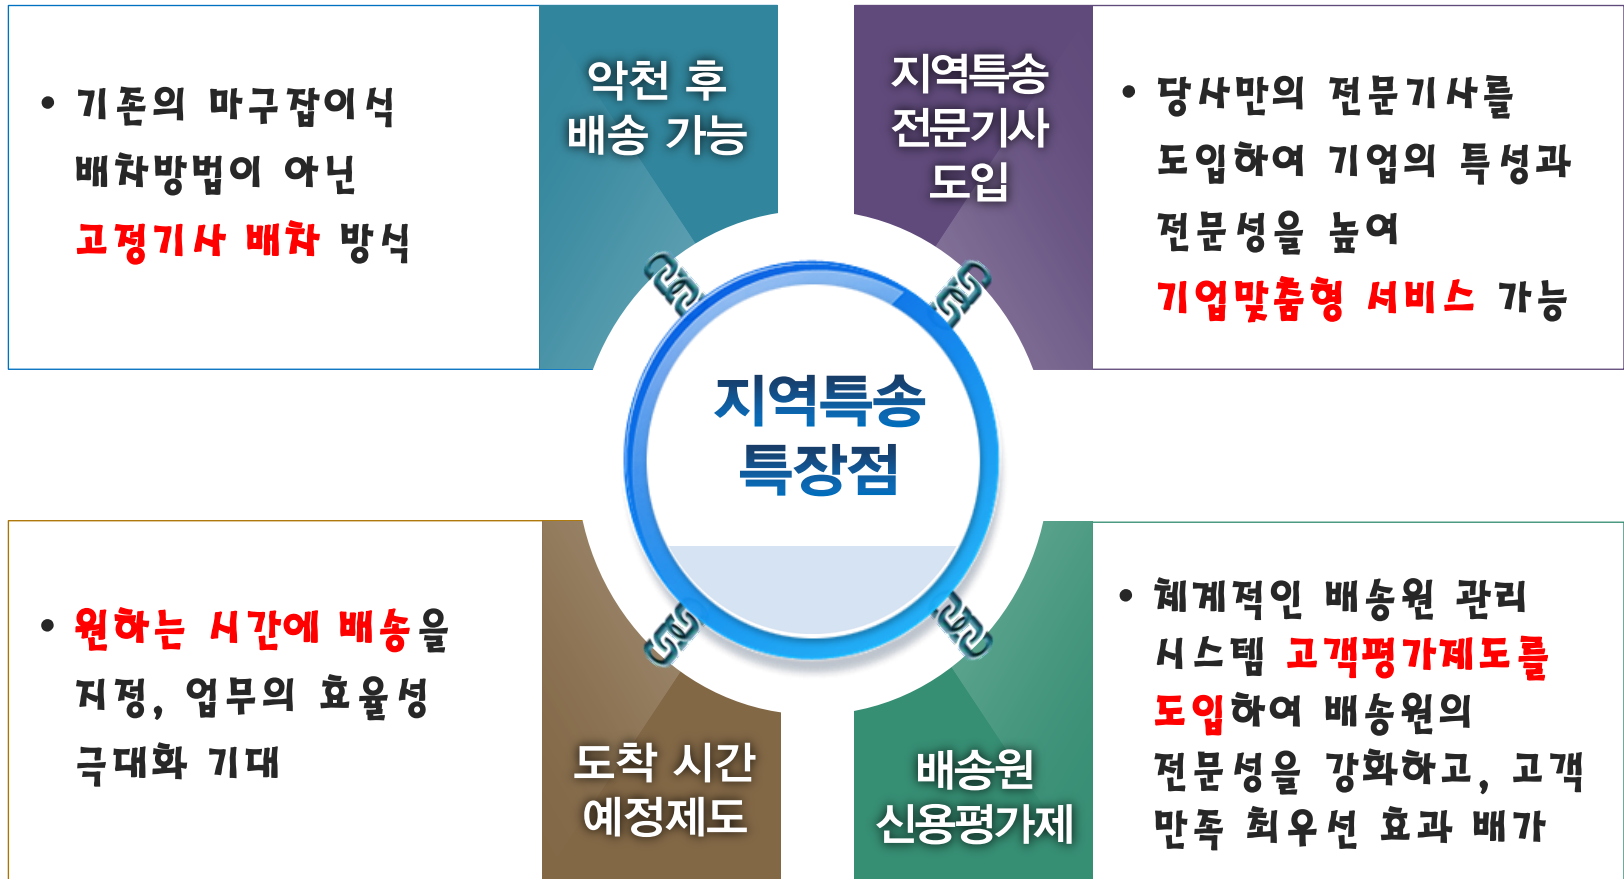 • 기존의 마구잡이식
배차방법이 아닌
고정기사 배차 방식
악천 후
배송 가능
지역특송
전문기사
도입
• 당사만의 전문기사를
도입하여 기업의 특성과
전문성을 높여
기업맞춤형 서비스 가능
지역특송
특장점
• 원하는 시간에 배송을
지정, 업무의 효율성
극대화 기대
도착 시간
예정제도
배송원
신용평가제
• 체계적인 배송원 관리
시스템 고객평가제도를
도입하여 배송원의
전문성을 강화하고, 고객
만족 최우선 효과 배가